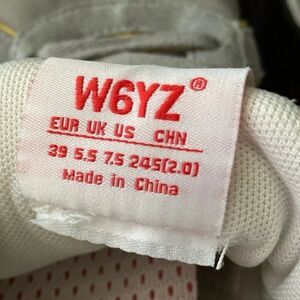 W6YZ®
EUR UK US CHN
39 5.5 7.5 245(2.0)
Made in China